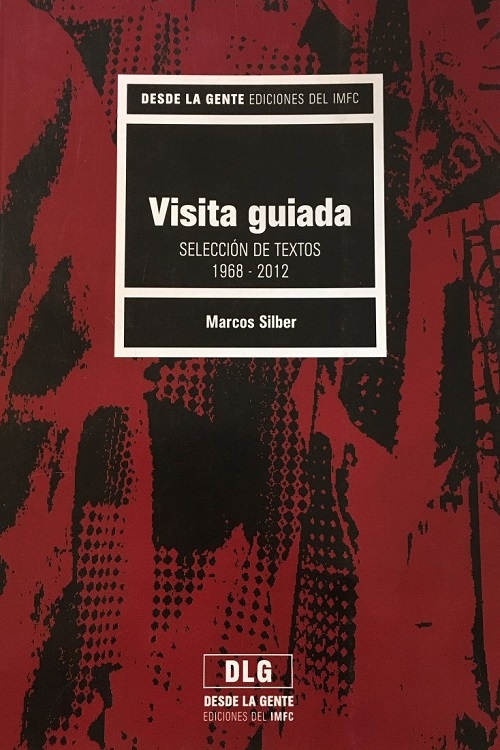 DESDE LA GENTE EDICIONES DEL IMFC
Visita guiada
SELECCIÓN DE TEXTOS
1968 - 2012
Marcos Silber
DLG
DESDE LA GENTE
EDICIONES DEL IMFC